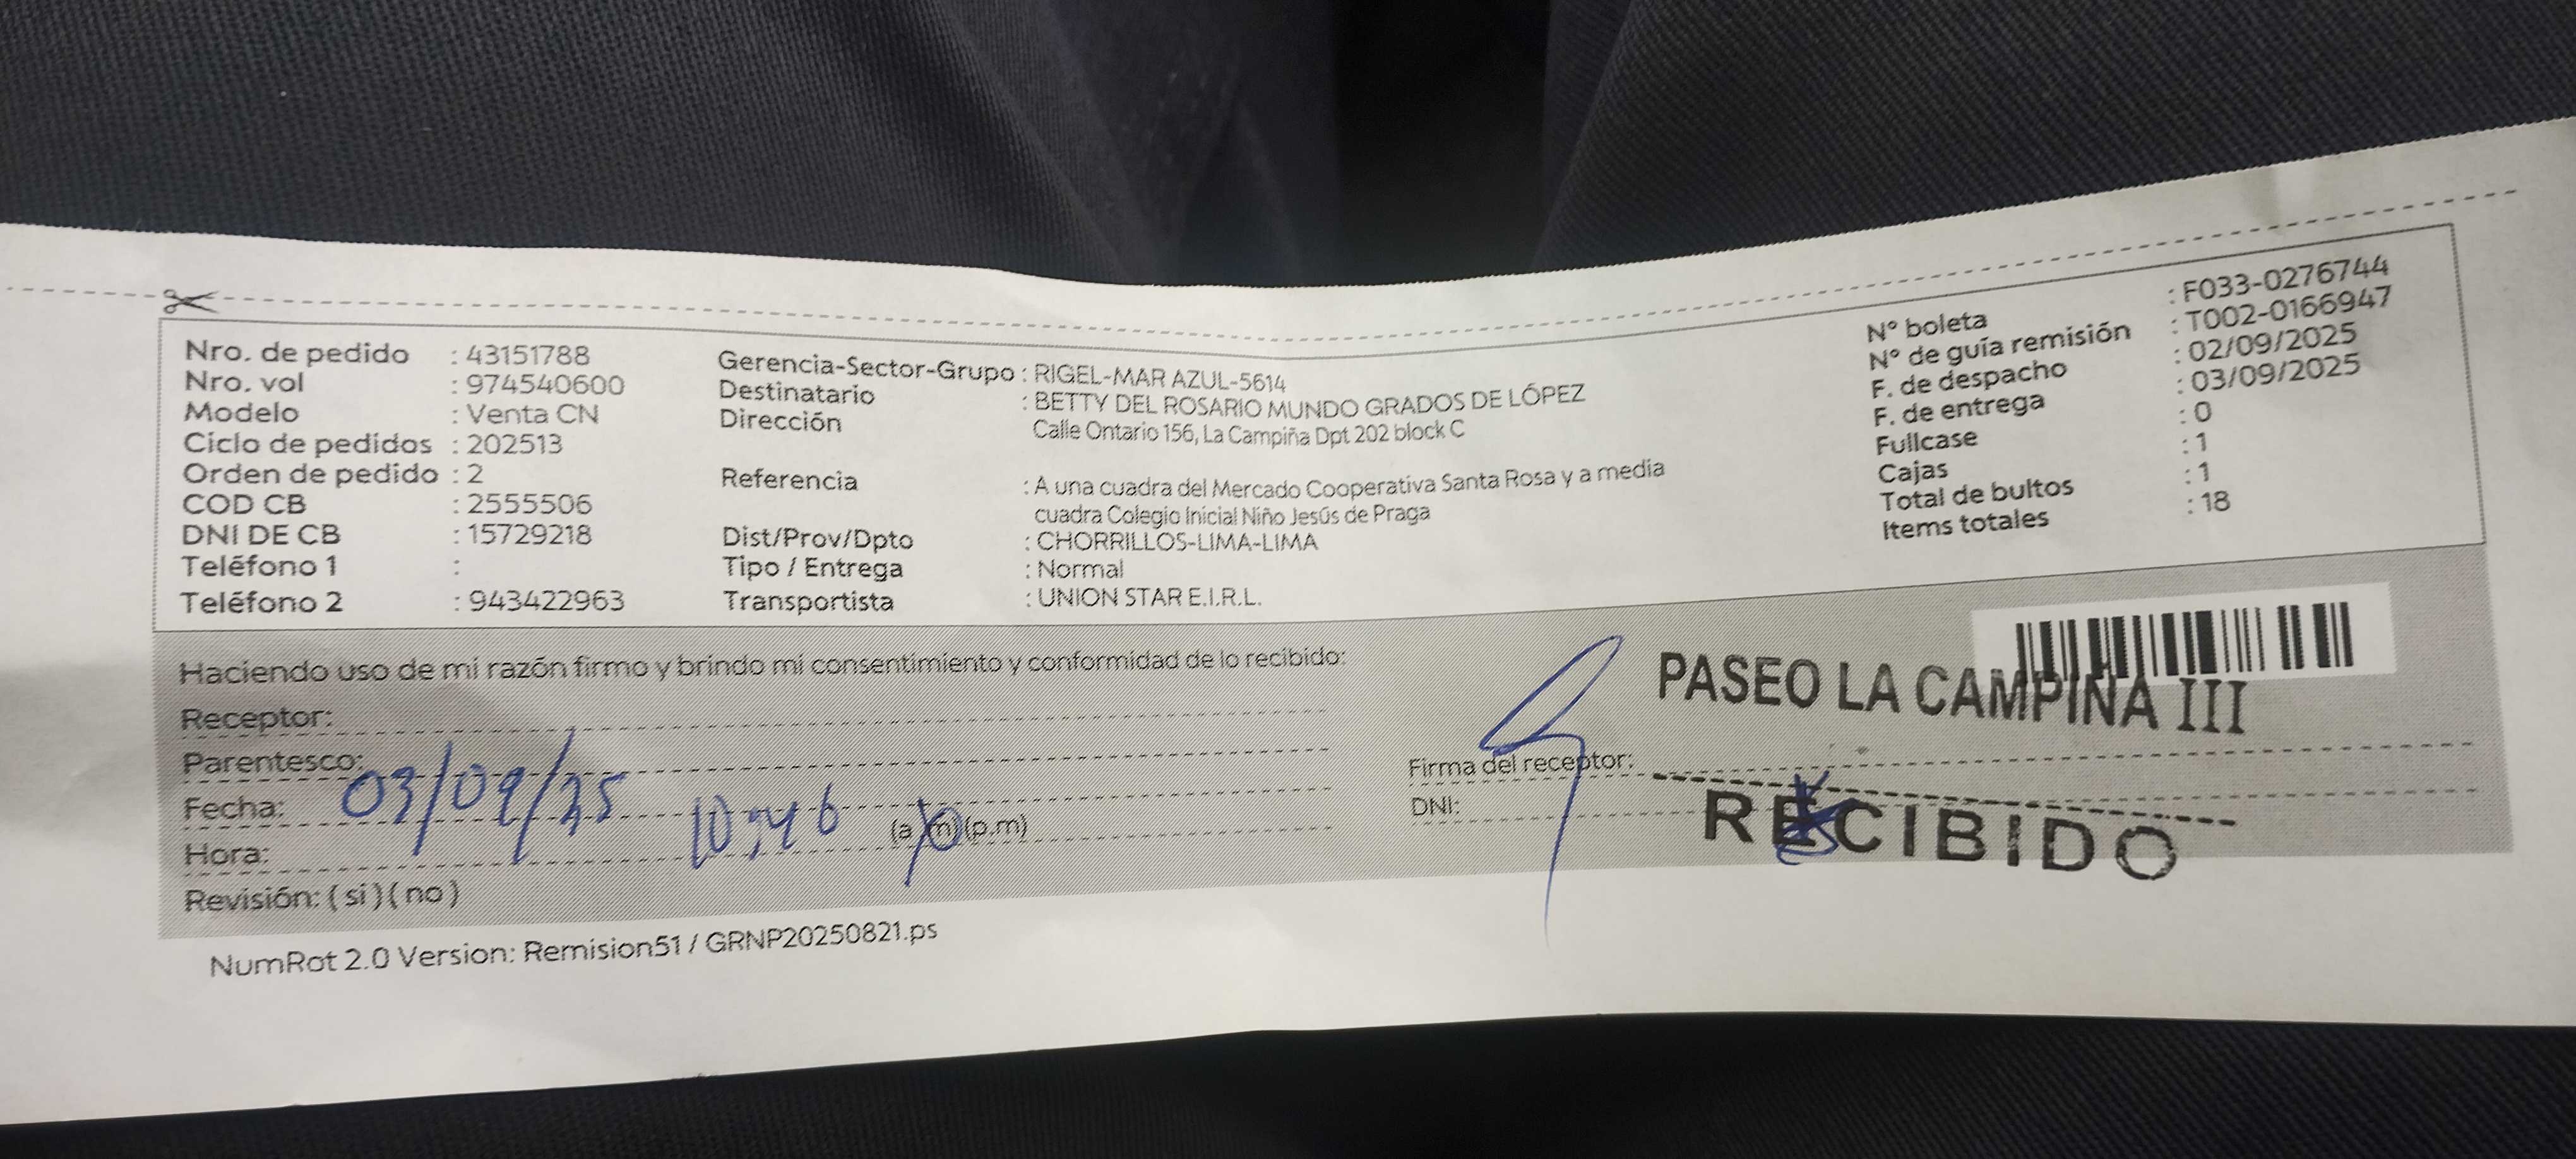 Nro. de pedido : 43151788
Nro. vol : 974540600
Modelo : Venta CN
Ciclo de pedidos : 202513
Orden de pedido : 2
COD CB : 2555506
DNI DE CB : 15729218
Teléfono 1 :
Teléfono 2 : 943422963
Gerencia-Sector-Grupo : RIGEL-MAR AZUL-5614
Destinatario : BETTY DEL ROSARIO MUNDO GRADOS DE LÓPEZ
Dirección Calle Ontario 156, La Campiña Dpt 202 block C
Referencia : A una cuadra del Mercado Cooperativa Santa Rosa y a media
cuadra Colegio Inicial Niño Jesús de Praga
Dist/Prov/Dpto : CHORRILLOS-LIMA-LIMA
Tipo / Entrega : Normal
Transportista : UNION STAR E.I.R.L.
N° boleta : F033-0276744
N° de guía remisión : T002-0166947
F. de despacho : 02/09/2025
F. de entrega : 03/09/2025
Fullcase : 0
Cajas : 1
Total de bultos : 1
Items totales : 18
Haciendo uso de mi razón firmo y brindo mi consentimiento y conformidad de lo recibido:
Receptor:
Parentesco:
Fecha: 03/09/25
Hora: 10:46 (a.m) (p.m)
Revisión: ( si ) ( no )
PASEO LA CAMPIÑA III
Firma del receptor:
DNI:
RECIBIDO
NumRot 2.0 Version: Remision51 / GRNP20250821.ps